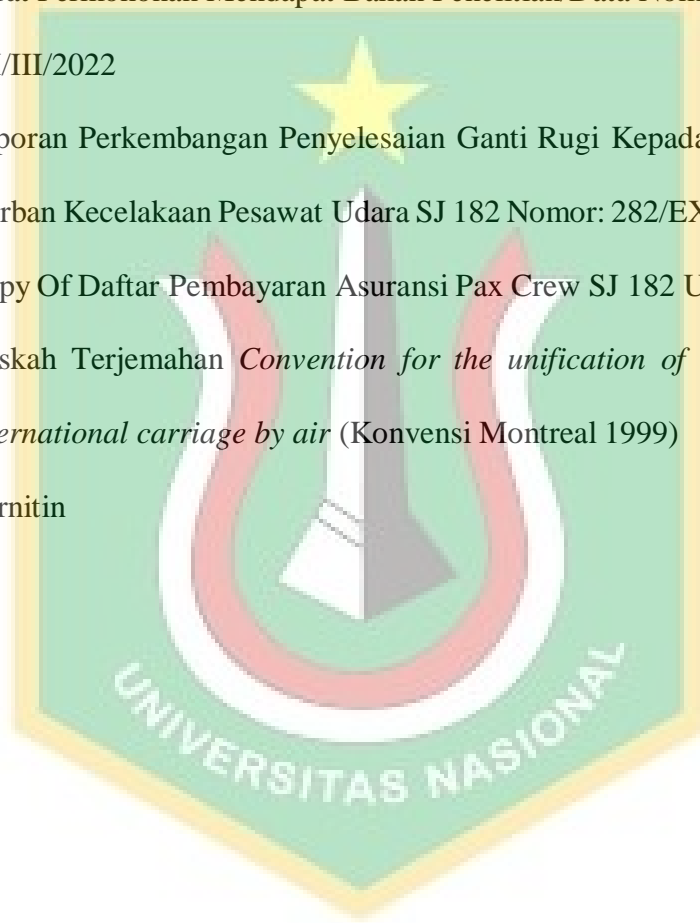 at Permohonan Mendapat Bahan Penelitian/Data Nom
/III/2022
poran Perkembangan Penyelesaian Ganti Rugi Kepada
rban Kecelakaan Pesawat Udara SJ 182 Nomor: 282/EX
py Of Daftar Pembayaran Asuransi Pax Crew SJ 182 U
skah Terjemahan Convention for the unification of
ternational carriage by air (Konvensi Montreal 1999)
rnitin
UNIVERSITAS NASIONAL